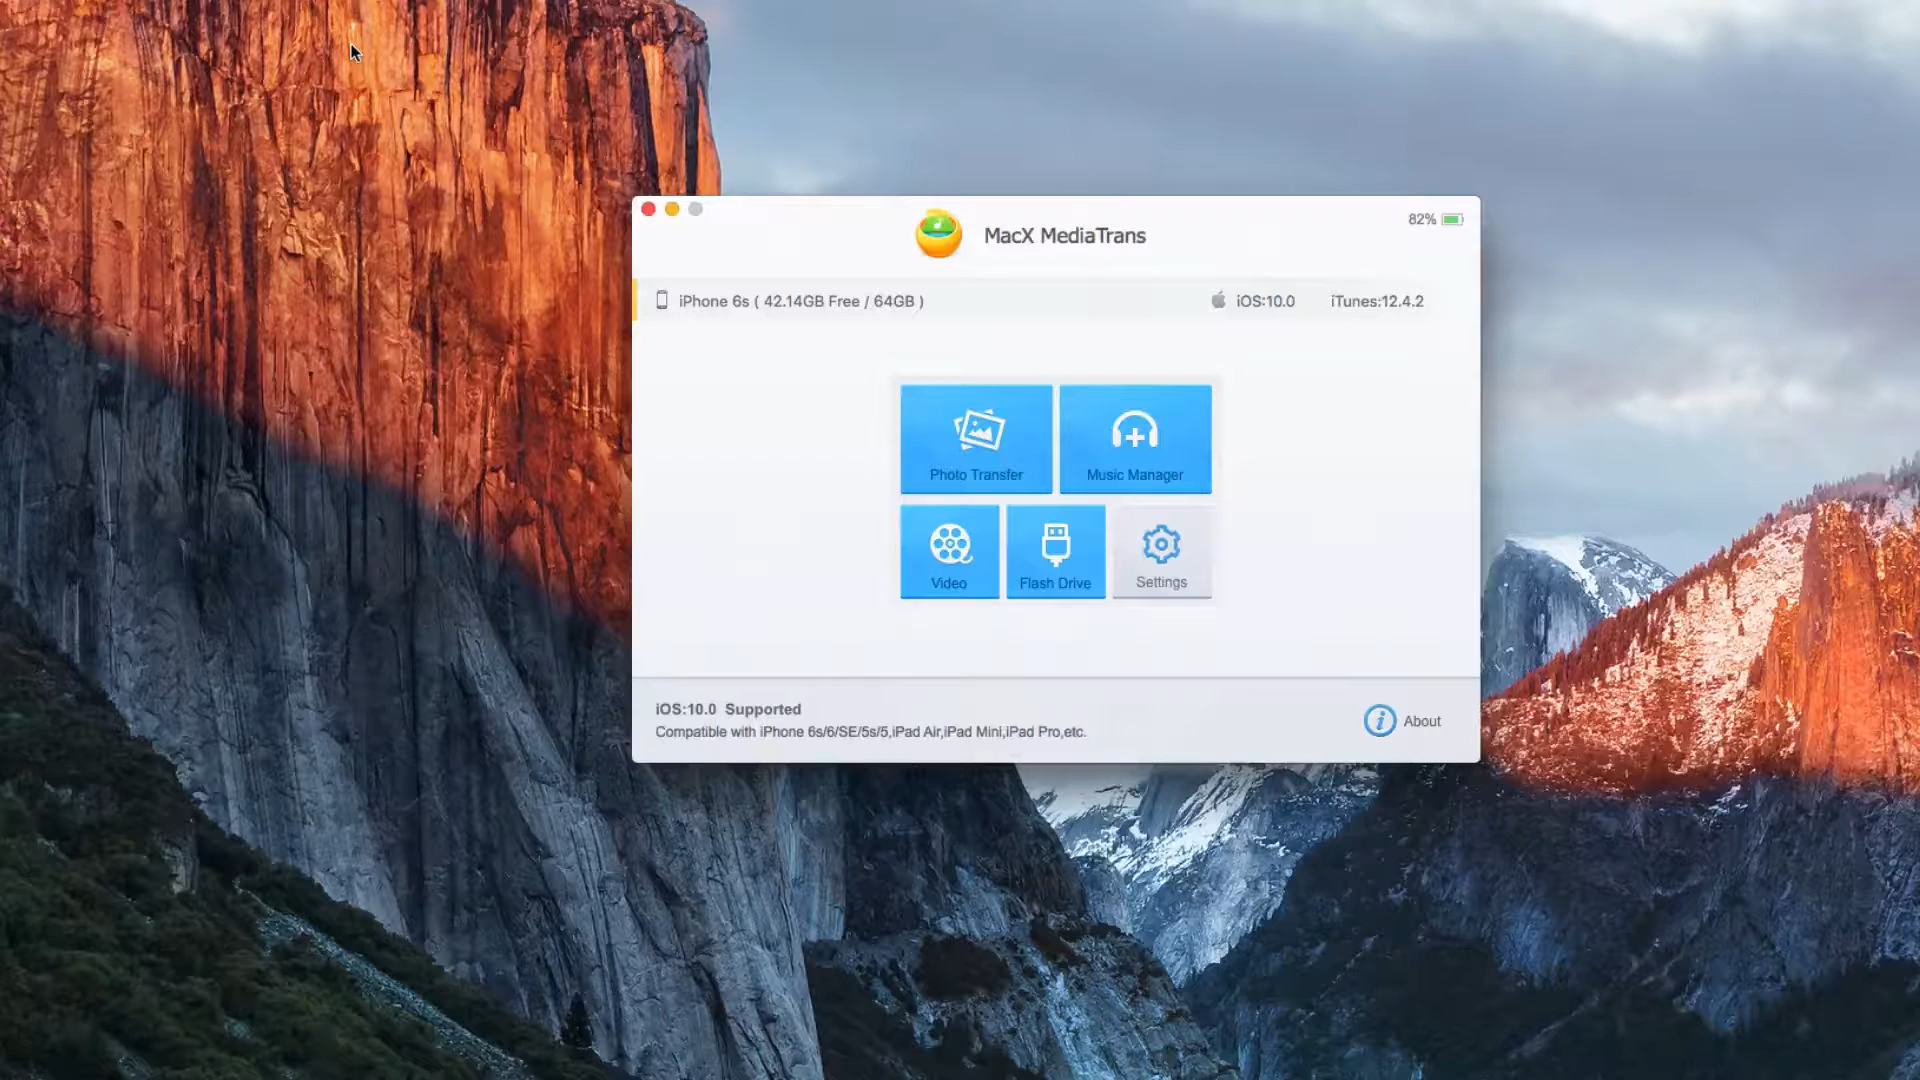 82%
MacX MediaTrans
iPhone 6s ( 42.14GB Free / 64GB )
iOS:10.0
iTunes:12.4.2
Photo Transfer
Music Manager
Video
Flash Drive
Settings
iOS:10.0 Supported
Compatible with iPhone 6s/6/SE/5s/5,iPad Air,iPad Mini,iPad Pro,etc.
About